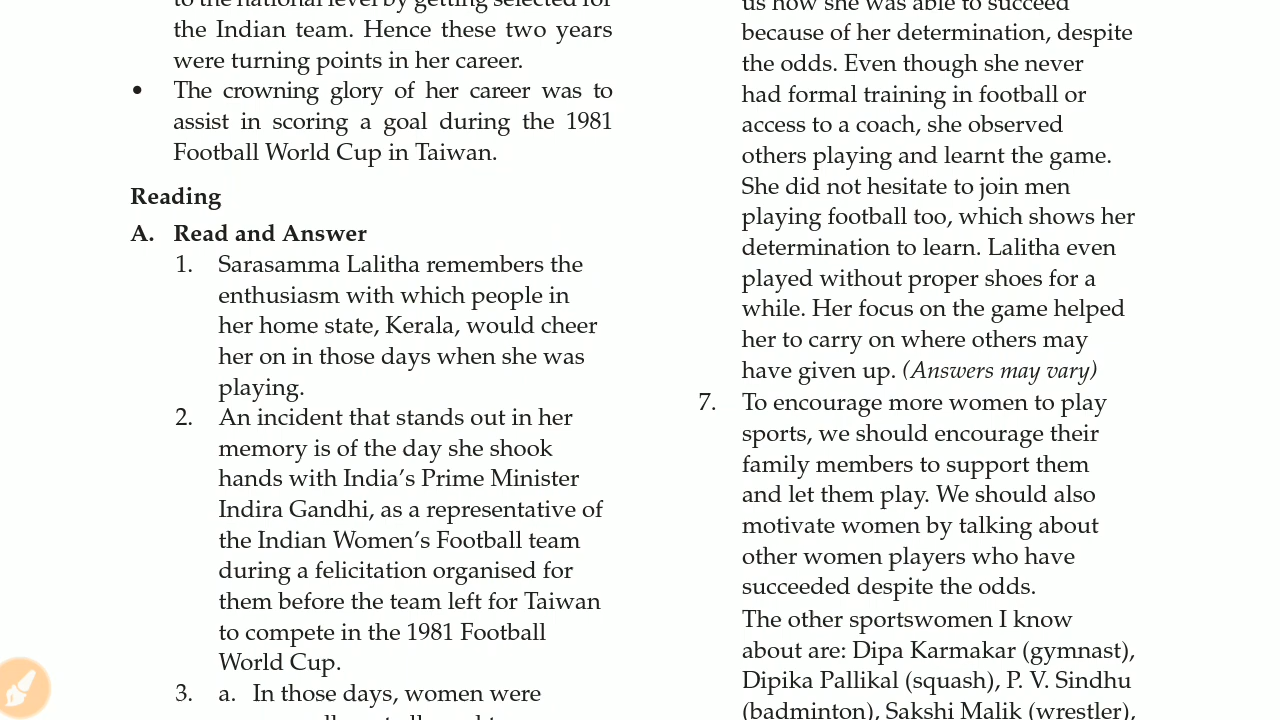 to the national level by getting selected for
the Indian team. Hence these two years
were turning points in her career.
• The crowning glory of her career was to
assist in scoring a goal during the 1981
Football World Cup in Taiwan.
Reading
A. Read and Answer
1. Sarasamma Lalitha remembers the
enthusiasm with which people in
her home state, Kerala, would cheer
her on in those days when she was
playing.
2. An incident that stands out in her
memory is of the day she shook
hands with India’s Prime Minister
Indira Gandhi, as a representative of
the Indian Women’s Football team
during a felicitation organised for
them before the team left for Taiwan
to compete in the 1981 Football
World Cup.
3. a. In those days, women were
us how she was able to succeed
because of her determination, despite
the odds. Even though she never
had formal training in football or
access to a coach, she observed
others playing and learnt the game.
She did not hesitate to join men
playing football too, which shows her
determination to learn. Lalitha even
played without proper shoes for a
while. Her focus on the game helped
her to carry on where others may
have given up. (Answers may vary)
7. To encourage more women to play
sports, we should encourage their
family members to support them
and let them play. We should also
motivate women by talking about
other women players who have
succeeded despite the odds.
The other sportswomen I know
about are: Dipa Karmakar (gymnast),
Dipika Pallikal (squash), P. V. Sindhu
(badminton), Sakshi Malik (wrestler),